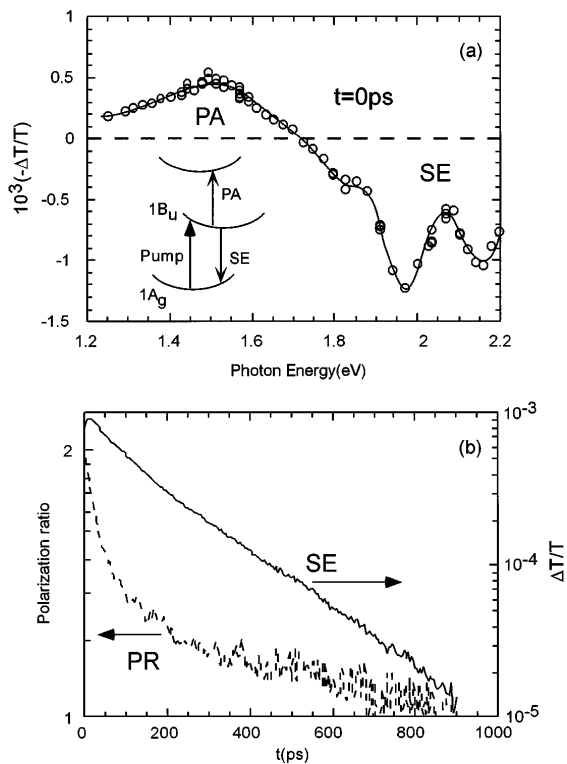 1
(a)
0.5
PA
t=0ps
0
10³(-ΔT/T)
-0.5
SE
1Bᵤ
PA
Pump
SE
-1
1A_g
-1.5
1.2 1.4 1.6 1.8 2 2.2
Photon Energy(eV)
10⁻³
2
(b)
Polarization ratio
SE
10⁻⁴
ΔT/T
PR
1
10⁻⁵
0 200 400 600 800 1000
t(ps)